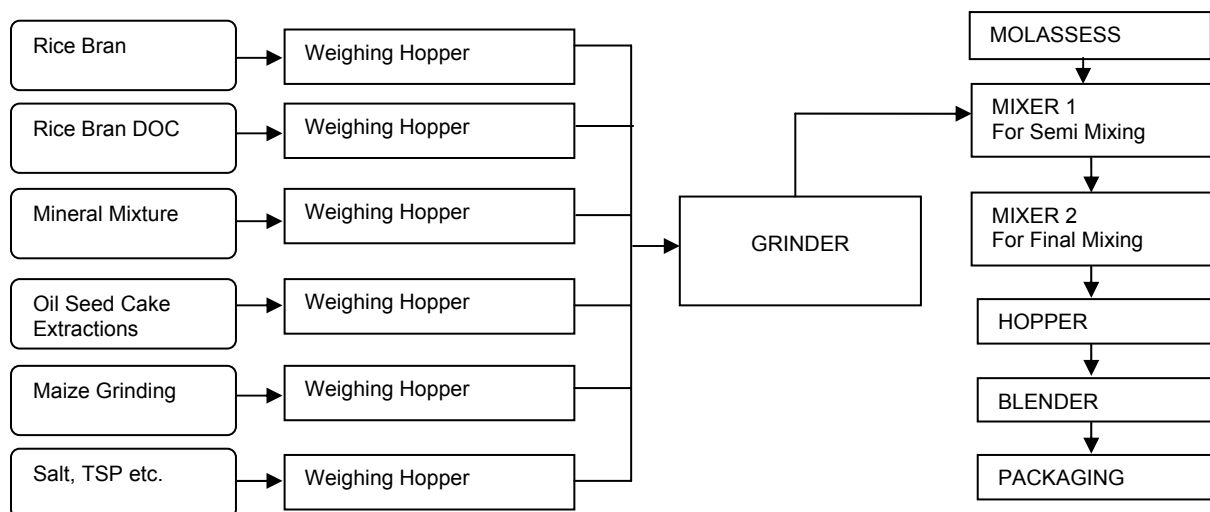 Rice Bran
Weighing Hopper
Rice Bran DOC
Weighing Hopper
Mineral Mixture
Weighing Hopper
Oil Seed Cake
Extractions
Weighing Hopper
Maize Grinding
Weighing Hopper
Salt, TSP etc.
Weighing Hopper
GRINDER
MOLASSESS
MIXER 1
For Semi Mixing
MIXER 2
For Final Mixing
HOPPER
BLENDER
PACKAGING